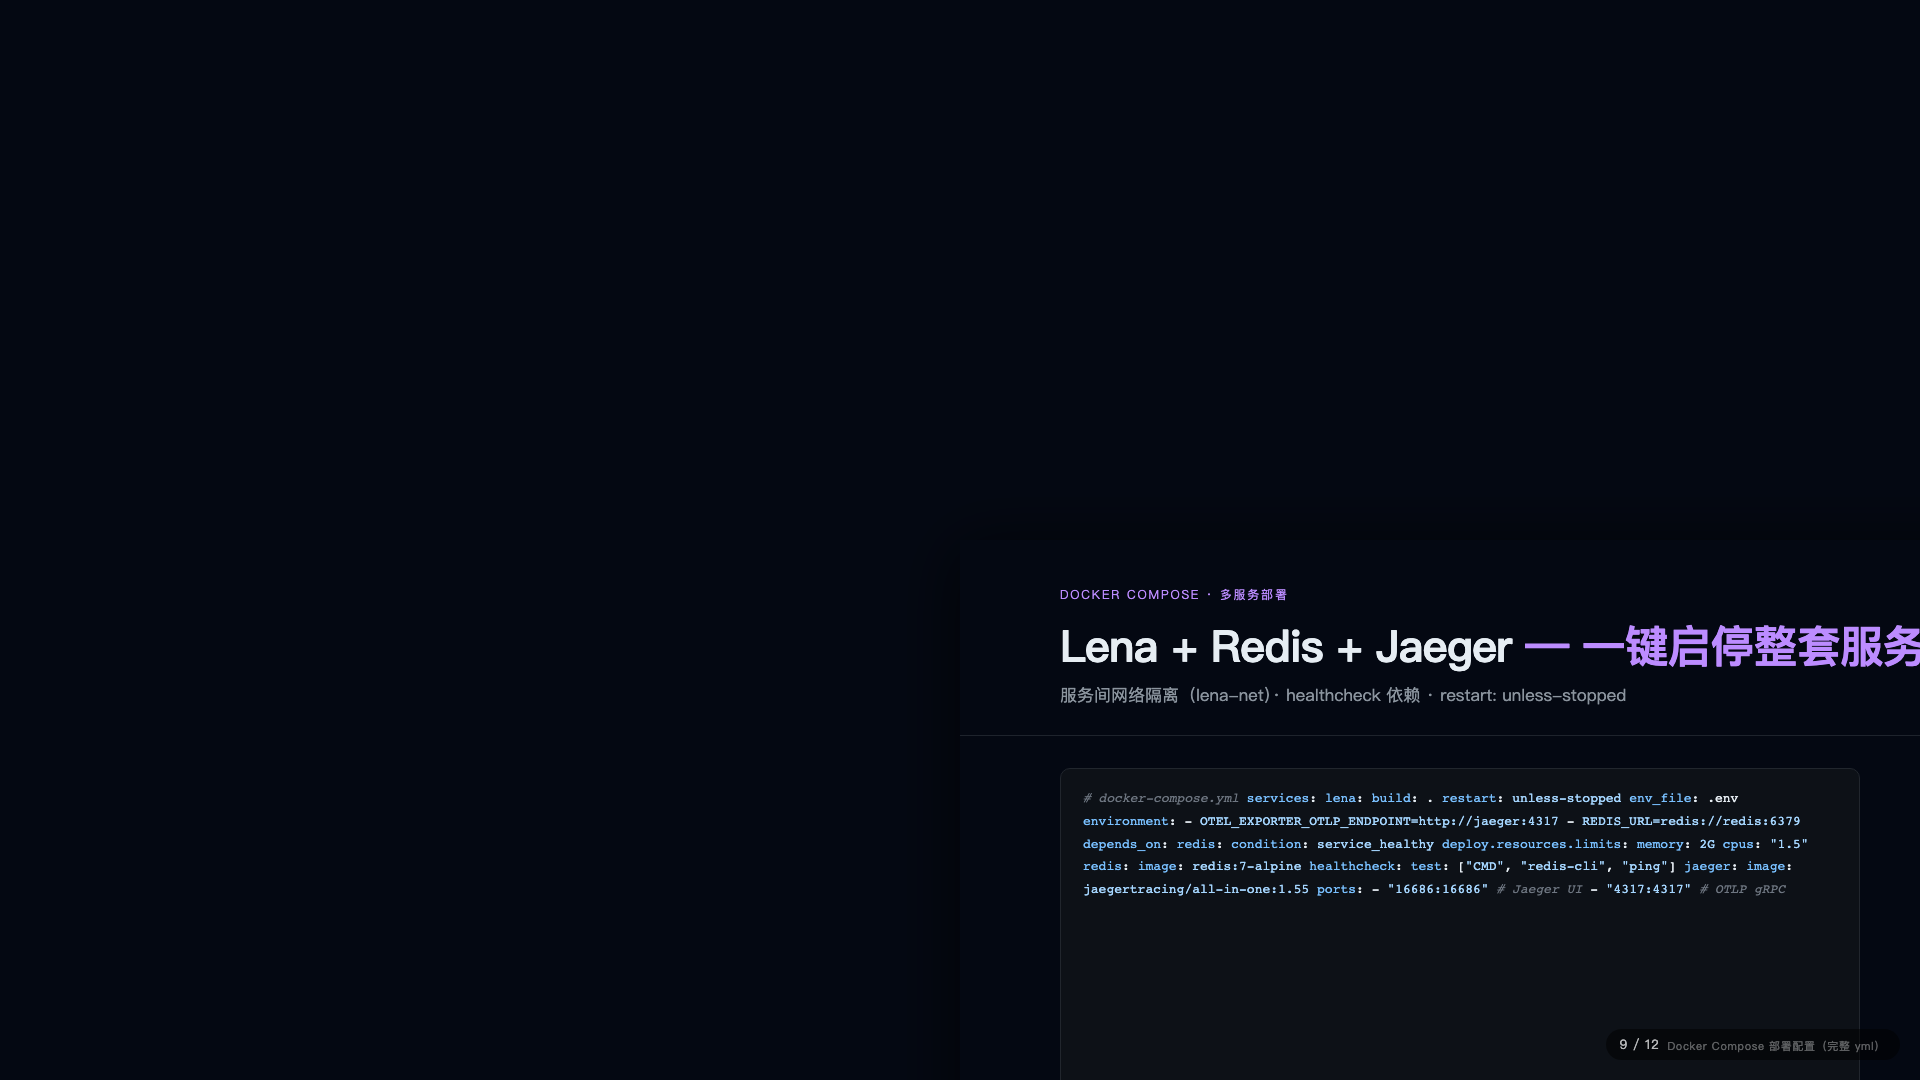 DOCKER COMPOSE · 多服务部署
Lena + Redis + Jaeger — 一键启停整套服务
服务间网络隔离（lena-net）· healthcheck 依赖 · restart: unless-stopped
# docker-compose.yml services: lena: build: . restart: unless-stopped env_file: .env
environment: - OTEL_EXPORTER_OTLP_ENDPOINT=http://jaeger:4317 - REDIS_URL=redis://redis:6379
depends_on: redis: condition: service_healthy deploy.resources.limits: memory: 2G cpus: "1.5"
redis: image: redis:7-alpine healthcheck: test: ["CMD", "redis-cli", "ping"] jaeger: image:
jaegertracing/all-in-one:1.55 ports: - "16686:16686" # Jaeger UI - "4317:4317" # OTLP gRPC
9 / 12 Docker Compose 部署配置（完整 yml）